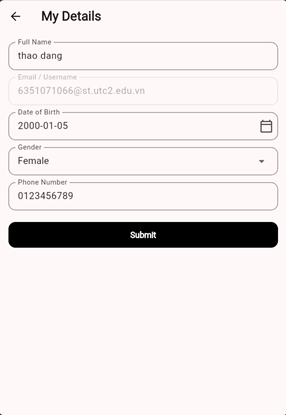 My Details
Full Name
thao dang
Email / Username
6351071066@st.utc2.edu.vn
Date of Birth
2000-01-05
Gender
Female
Phone Number
0123456789
Submit